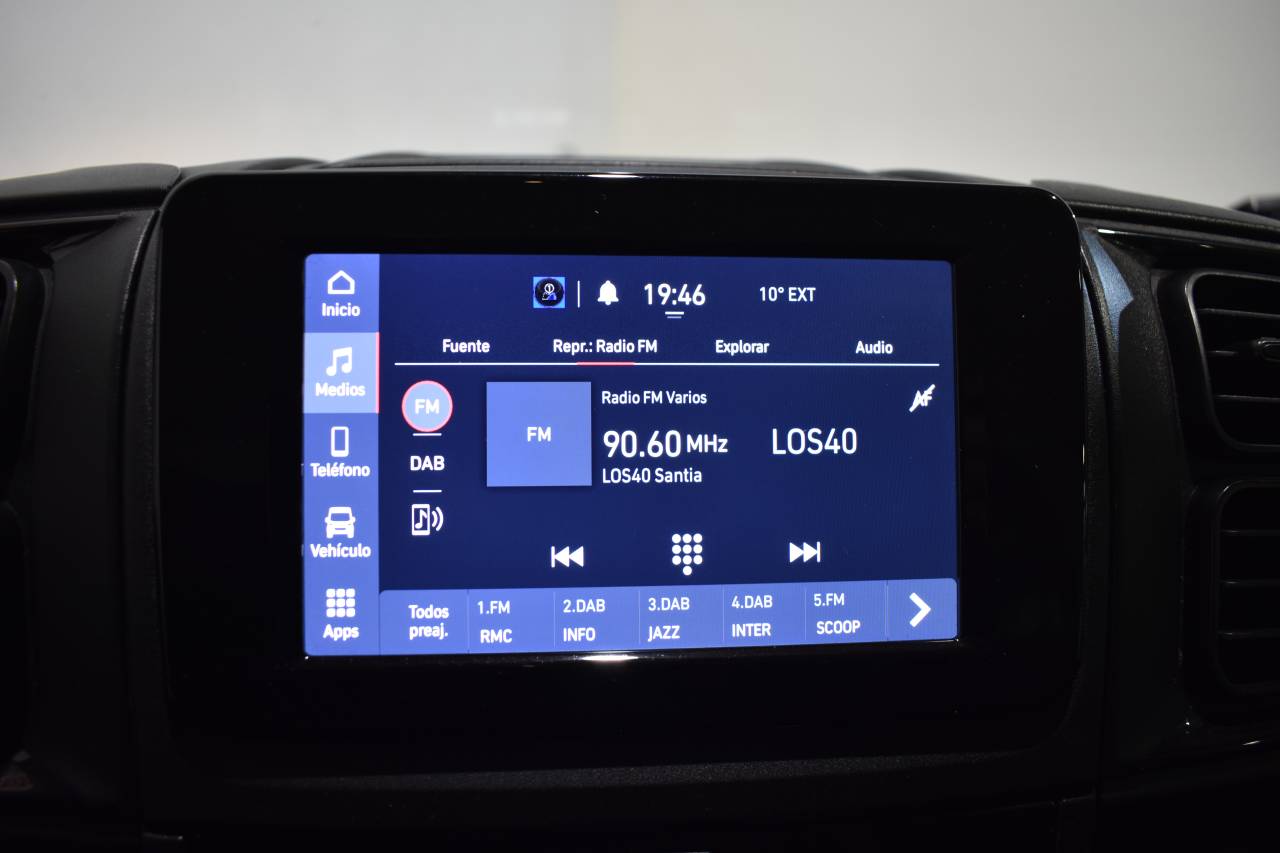 Inicio
Medios
Teléfono
Vehículo
Apps
19:46
10° EXT
Fuente
Repr.: Radio FM
Explorar
Audio
FM
DAB
FM
Radio FM Varios
90.60 MHz
LOS40 Santia
LOS40
AF
Todos
preaj.
1.FM
RMC
2.DAB
INFO
3.DAB
JAZZ
4.DAB
INTER
5.FM
SCOOP